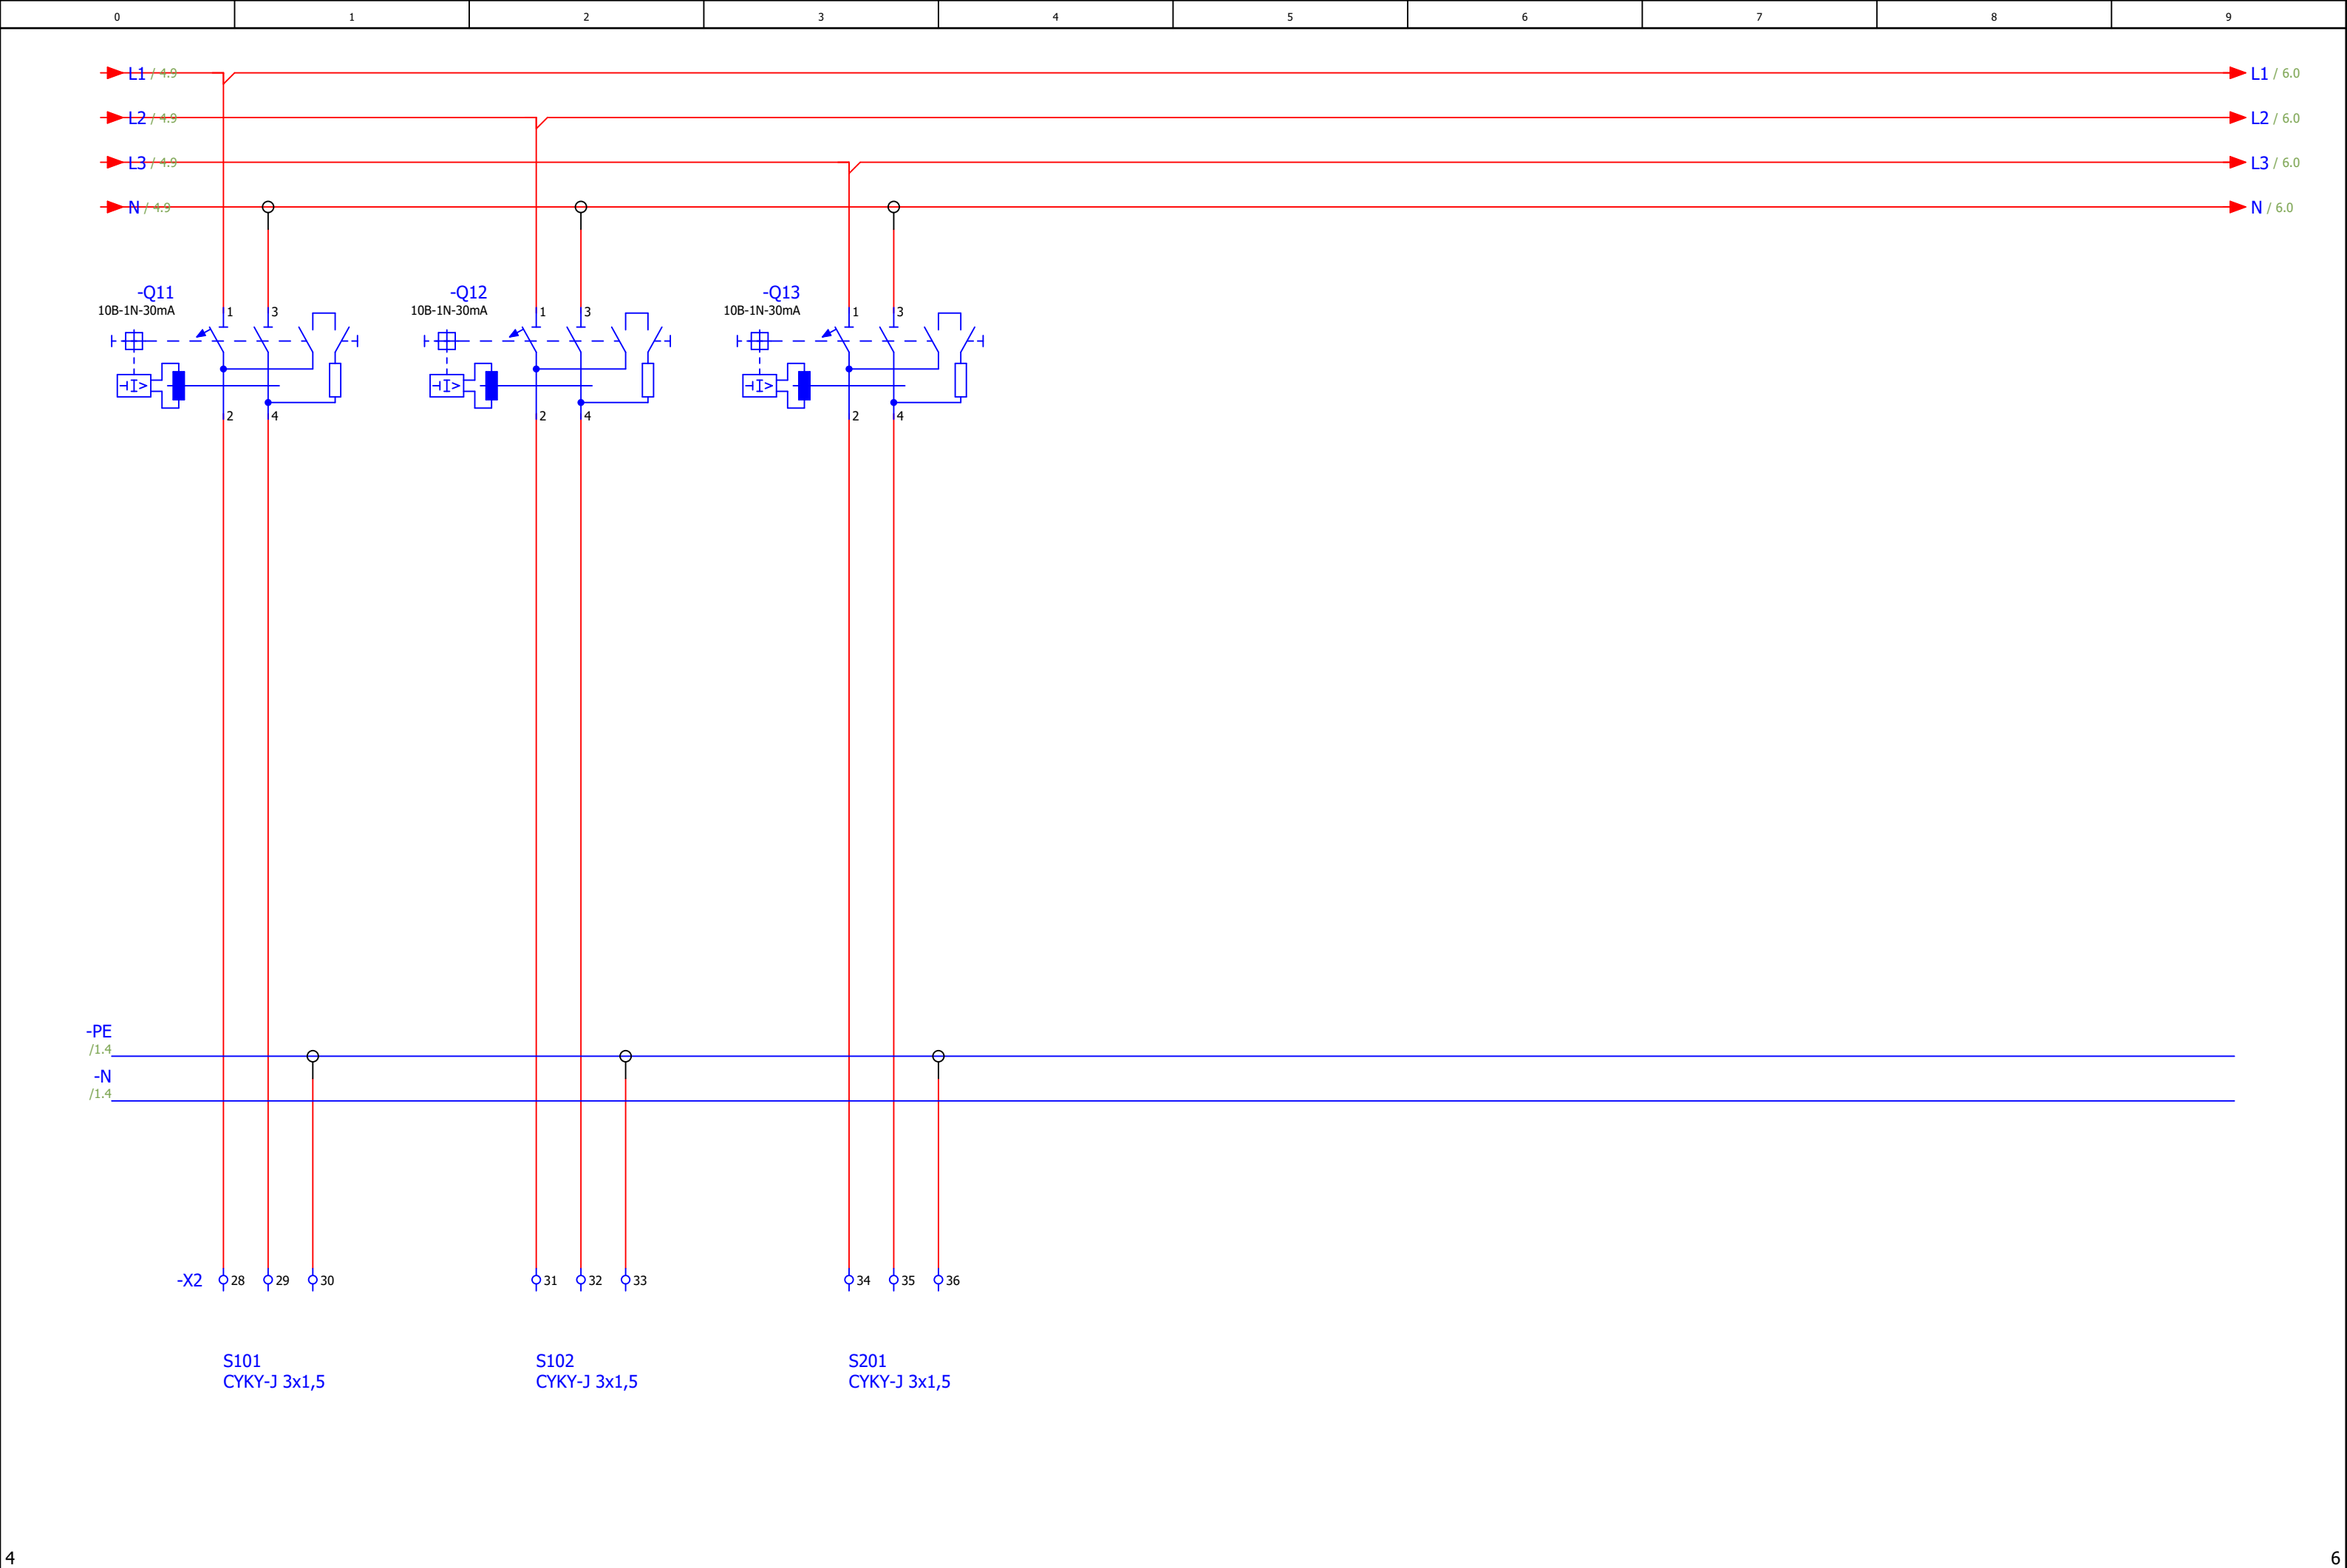 0 1 2 3 4 5 6 7 8 9
L1 / 4.9 L1 / 6.0
L2 / 4.9 L2 / 6.0
L3 / 4.9 L3 / 6.0
N / 4.9 N / 6.0
-Q11 -Q12 -Q13
10B-1N-30mA 10B-1N-30mA 10B-1N-30mA
1 3 1 3 1 3
I> I> I>
2 4 2 4 2 4
-PE
/1.4
-N
/1.4
-X2 28 29 30 31 32 33 34 35 36
S101 S102 S201
CYKY-J 3x1,5 CYKY-J 3x1,5 CYKY-J 3x1,5
4 6